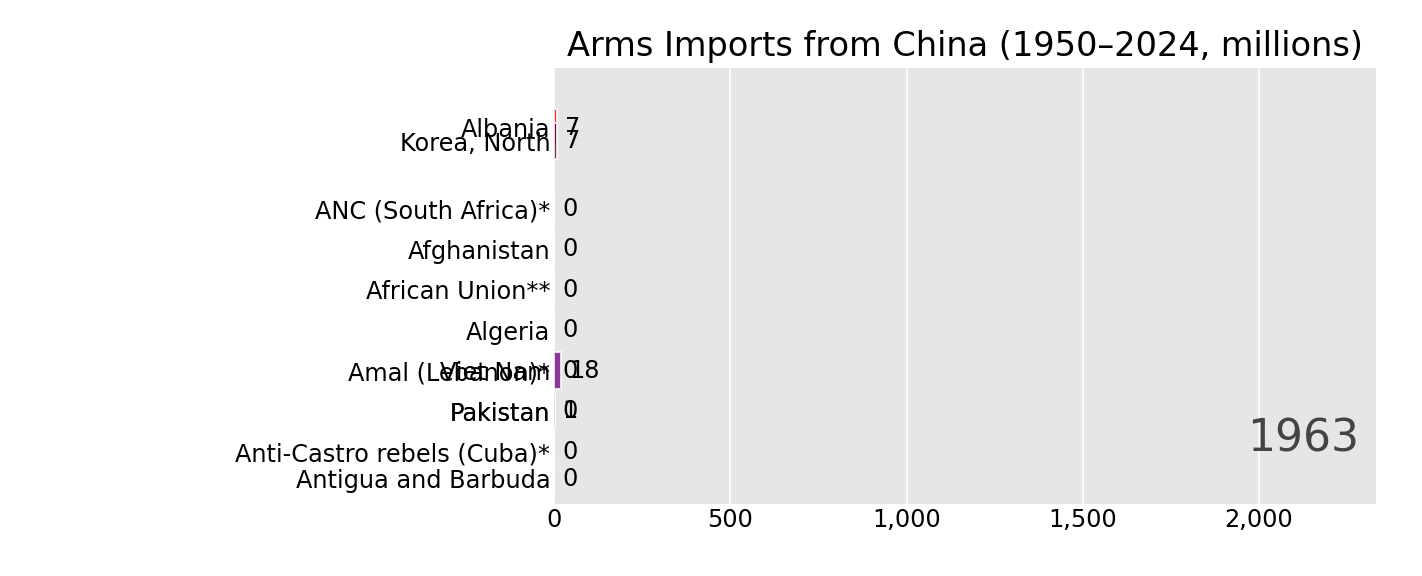 Arms Imports from China (1950–2024, millions)
Albania 7
Korea, North 7
ANC (South Africa)* 0
Afghanistan 0
African Union** 0
Algeria 0
Amal (Lebanon)* 0
Viet Nam 18
Pakistan 1
Anti-Castro rebels (Cuba)* 0
Antigua and Barbuda 0
1963
0 500 1,000 1,500 2,000